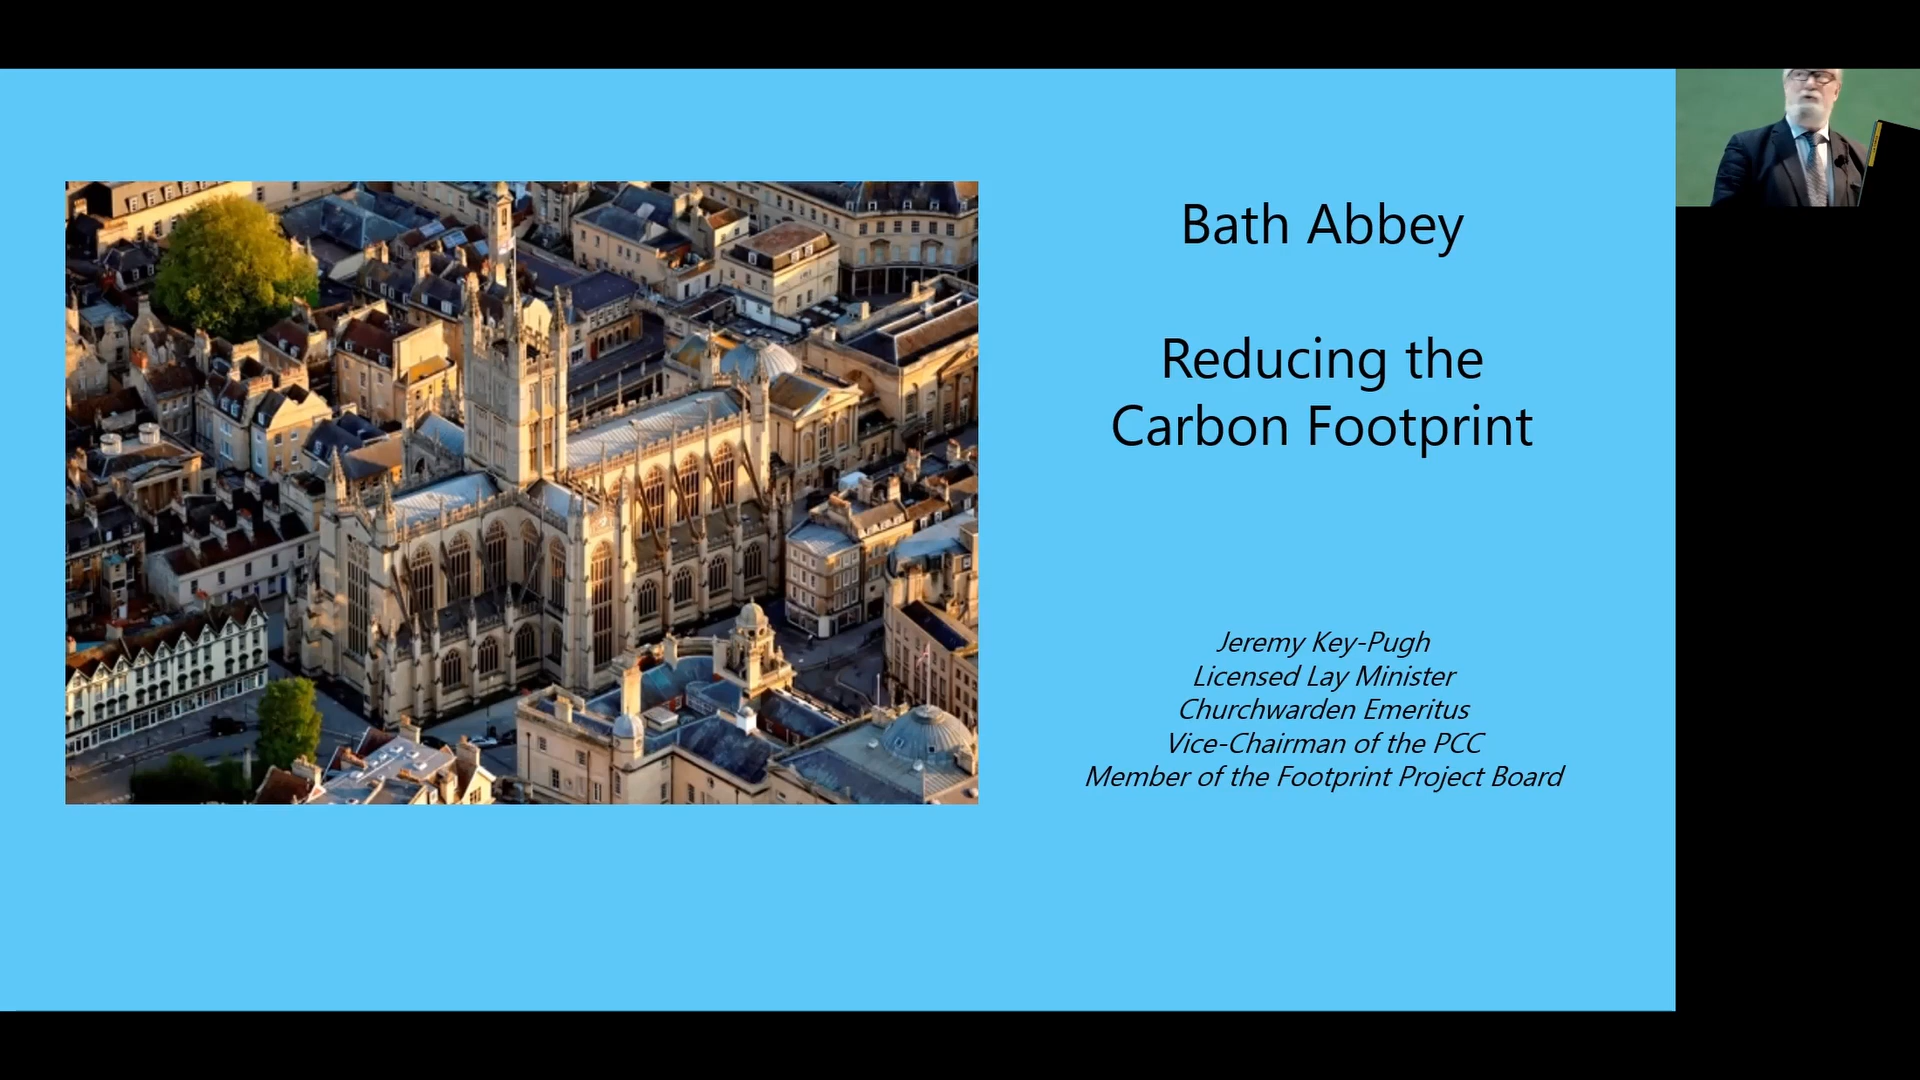 Bath Abbey
Reducing the
Carbon Footprint
Jeremy Key-Pugh
Licensed Lay Minister
Churchwarden Emeritus
Vice-Chairman of the PCC
Member of the Footprint Project Board